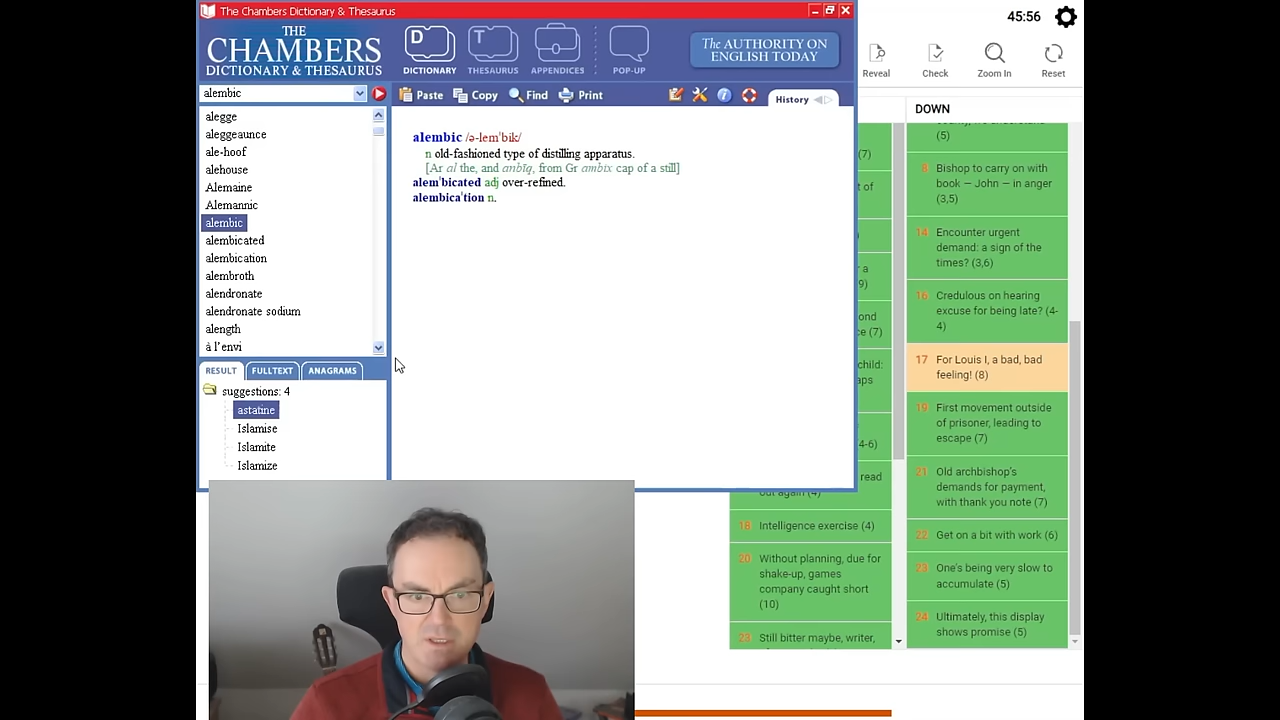 The Chambers Dictionary & Thesaurus
THE
CHAMBERS
DICTIONARY & THESAURUS
D
DICTIONARY
T
THESAURUS
APPENDICES
POP-UP
The AUTHORITY ON
ENGLISH TODAY
alembic
Paste
Copy
Find
Print
History
alegge
aleggeaunce
ale-hoof
alehouse
Alemaine
Alemannic
alembic
alembicated
alembication
alembroth
alendronate
alendronate sodium
alength
à l'envi
RESULT
FULLTEXT
ANAGRAMS
suggestions: 4
astatine
Islamise
Islamite
Islamize
alembic /ə-lem'bik/
n old-fashioned type of distilling apparatus.
[Ar al the, and anbīq, from Gr ambix cap of a still]
alem'bicated adj over-refined.
alembica'tion n.
45:56
Reveal
Check
Zoom In
Reset
(7)
t of
)
r a
9)
ond
ce (7)
child:
aps
4-6)
read
out again (4)
18 Intelligence exercise (4)
20 Without planning, due for
shake-up, games
company caught short
(10)
23 Still bitter maybe, writer,
DOWN
(5)
8 Bishop to carry on with
book — John — in anger
(3,5)
14 Encounter urgent
demand: a sign of the
times? (3,6)
16 Credulous on hearing
excuse for being late? (4-
4)
17 For Louis I, a bad, bad
feeling! (8)
19 First movement outside
of prisoner, leading to
escape (7)
21 Old archbishop's
demands for payment,
with thank you note (7)
22 Get on a bit with work (6)
23 One's being very slow to
accumulate (5)
24 Ultimately, this display
shows promise (5)